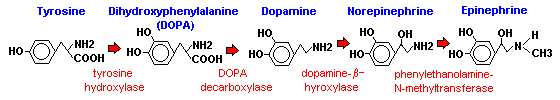 Tyrosine
Dihydroxyphenylalanine
(DOPA)
Dopamine
Norepinephrine
Epinephrine
HO
NH2
COOH
HO
HO
NH2
COOH
HO
HO
NH2
HO
HO
OH
NH2
HO
HO
OH
H
N
CH3
tyrosine
hydroxylase
DOPA
decarboxylase
dopamine-β-
hyroxylase
phenylethanolamine-
N-methyltransferase